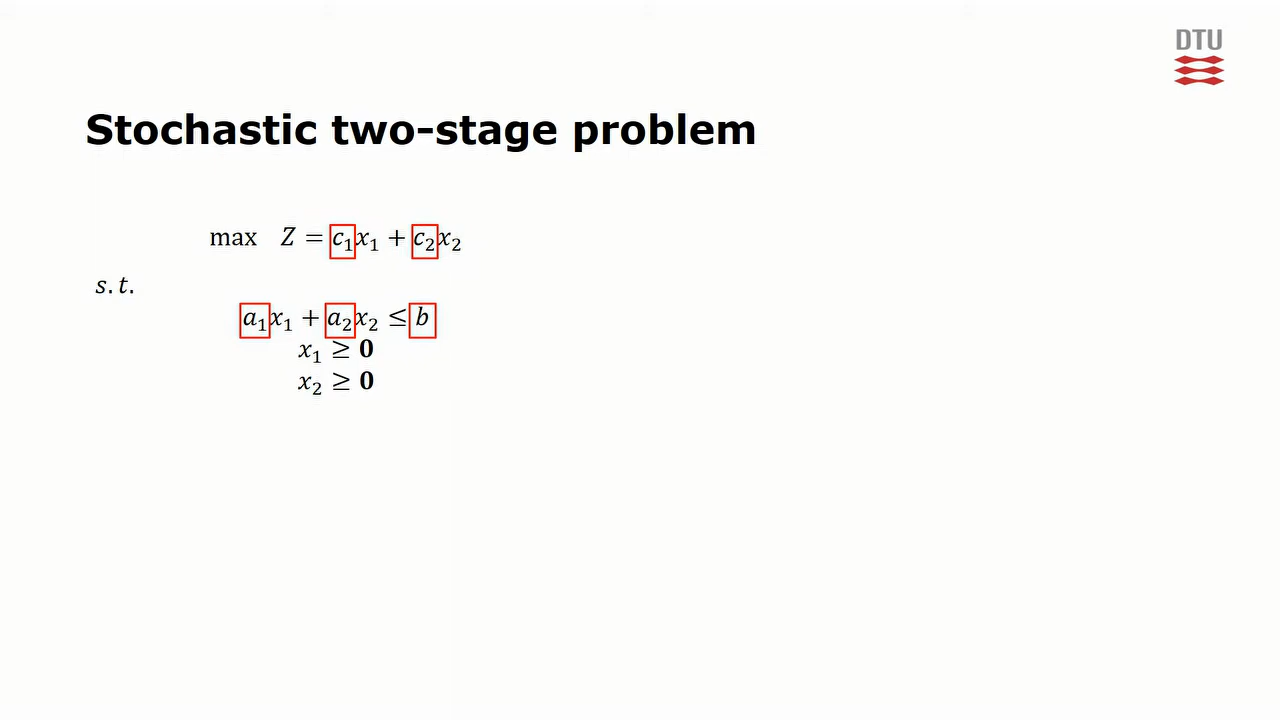 DTU
Stochastic two-stage problem
max Z = c₁x₁ + c₂x₂
s.t.
a₁x₁ + a₂x₂ ≤ b
x₁ ≥ 0
x₂ ≥ 0